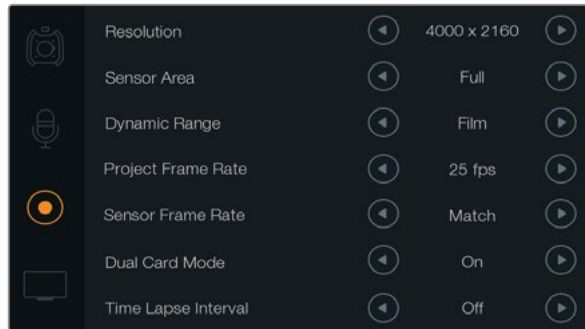 Resolution 4000 x 2160
Sensor Area Full
Dynamic Range Film
Project Frame Rate 25 fps
Sensor Frame Rate Match
Dual Card Mode On
Time Lapse Interval Off